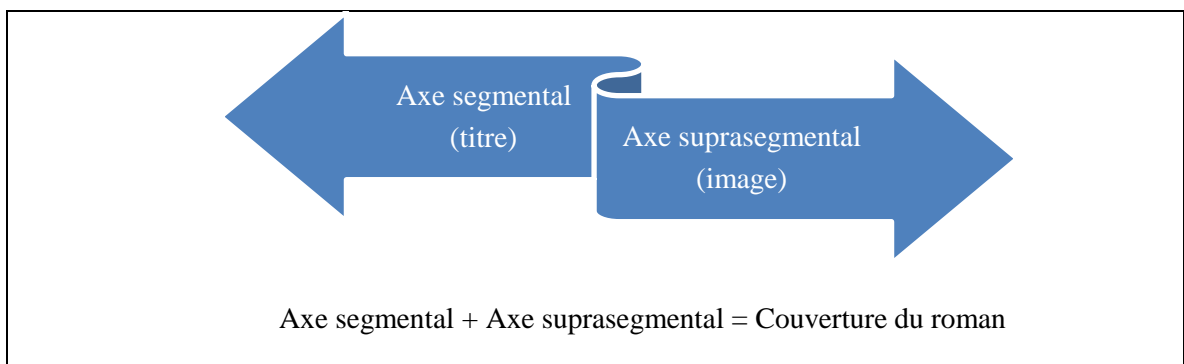 Axe segmental
(titre)
Axe suprasegmental
(image)
Axe segmental + Axe suprasegmental = Couverture du roman